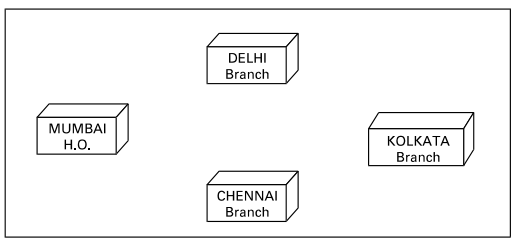 DELHI
Branch
MUMBAI
H.O.
KOLKATA
Branch
CHENNAI
Branch